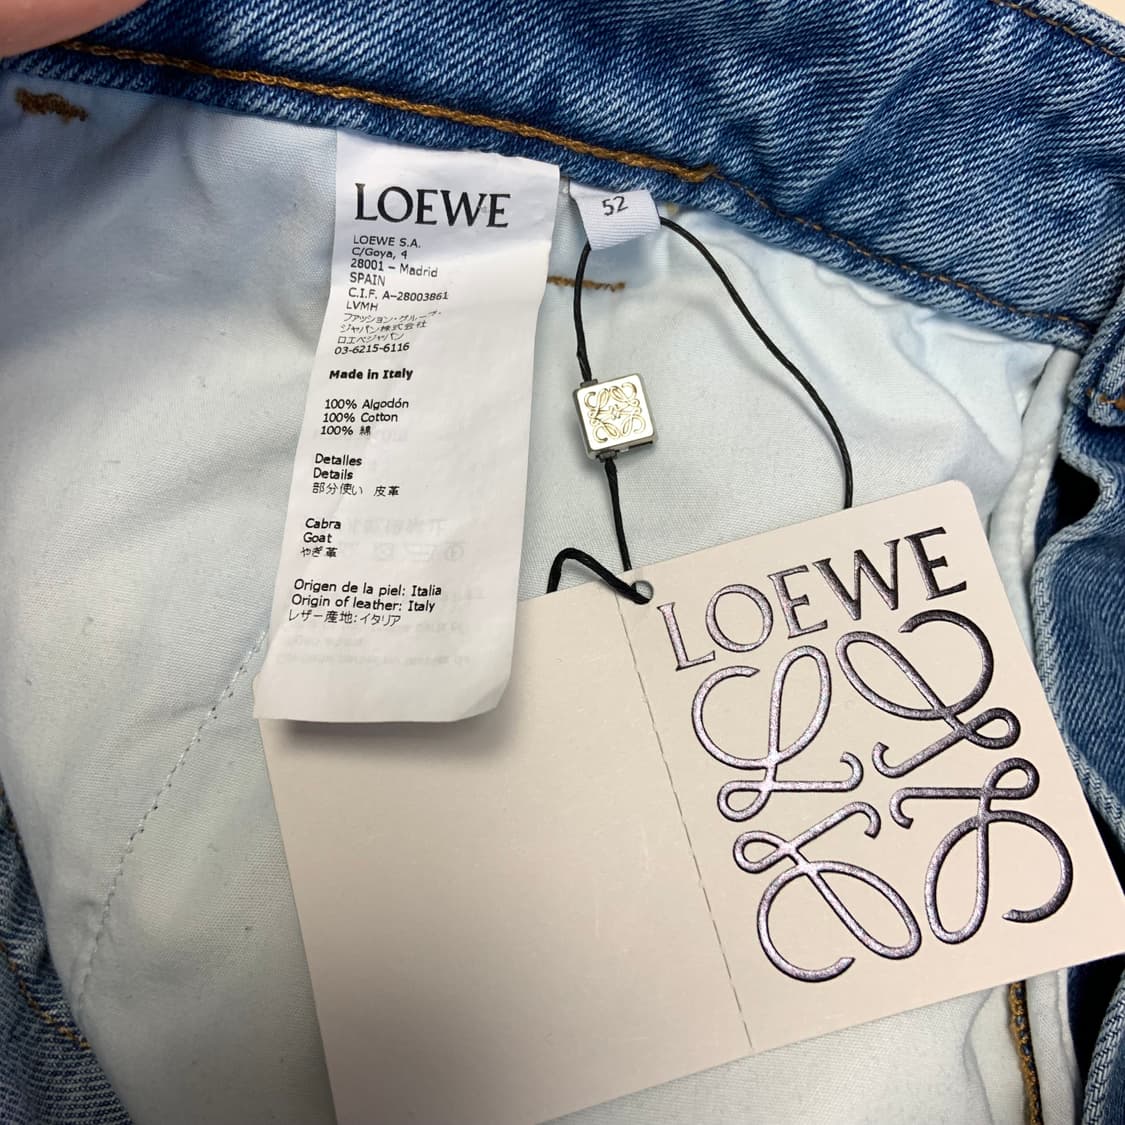 LOEWE
LOEWE S.A.
C/Goya, 4
28001 – Madrid
SPAIN
C.I.F. A–28003861
LVMH
ファッション・グループ・
ジャパン株式会社
ロエベジャパン
03-6215-6116
Made in Italy
100% Algodón
100% Cotton
100% 綿
Detalles
Details
部分使い 皮革
Cabra
Goat
やぎ革
Origen de la piel: Italia
Origin of leather: Italy
レザー産地:イタリア
52
LOEWE